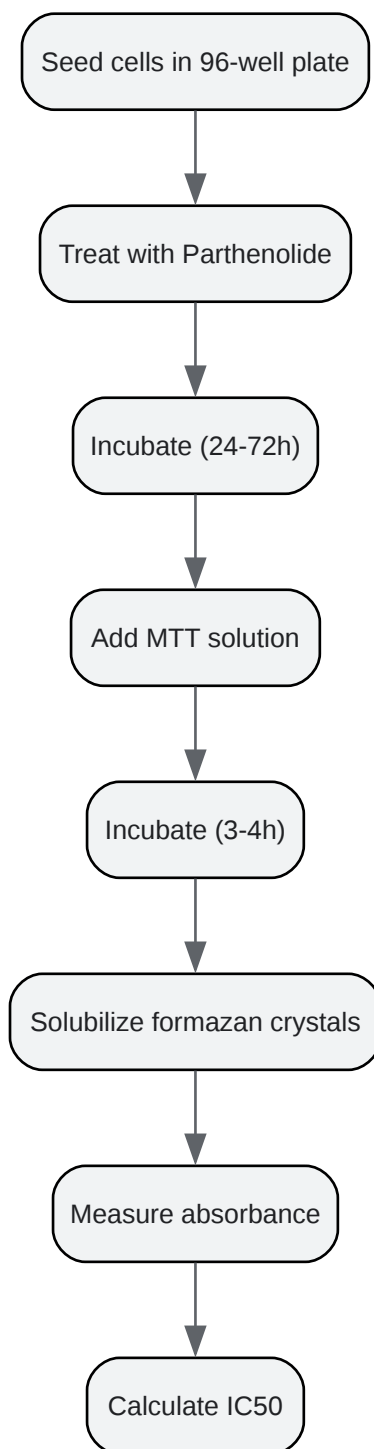 Seed cells in 96-well plate
Treat with Parthenolide
Incubate (24-72h)
Add MTT solution
Incubate (3-4h)
Solubilize formazan crystals
Measure absorbance
Calculate IC50